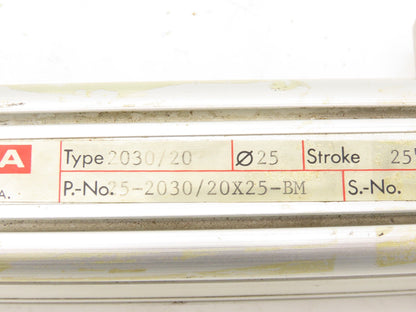 A Type 2030/20 Ø25 Stroke 25"
A. P.-No. 25-2030/20X25-BM S.-No.